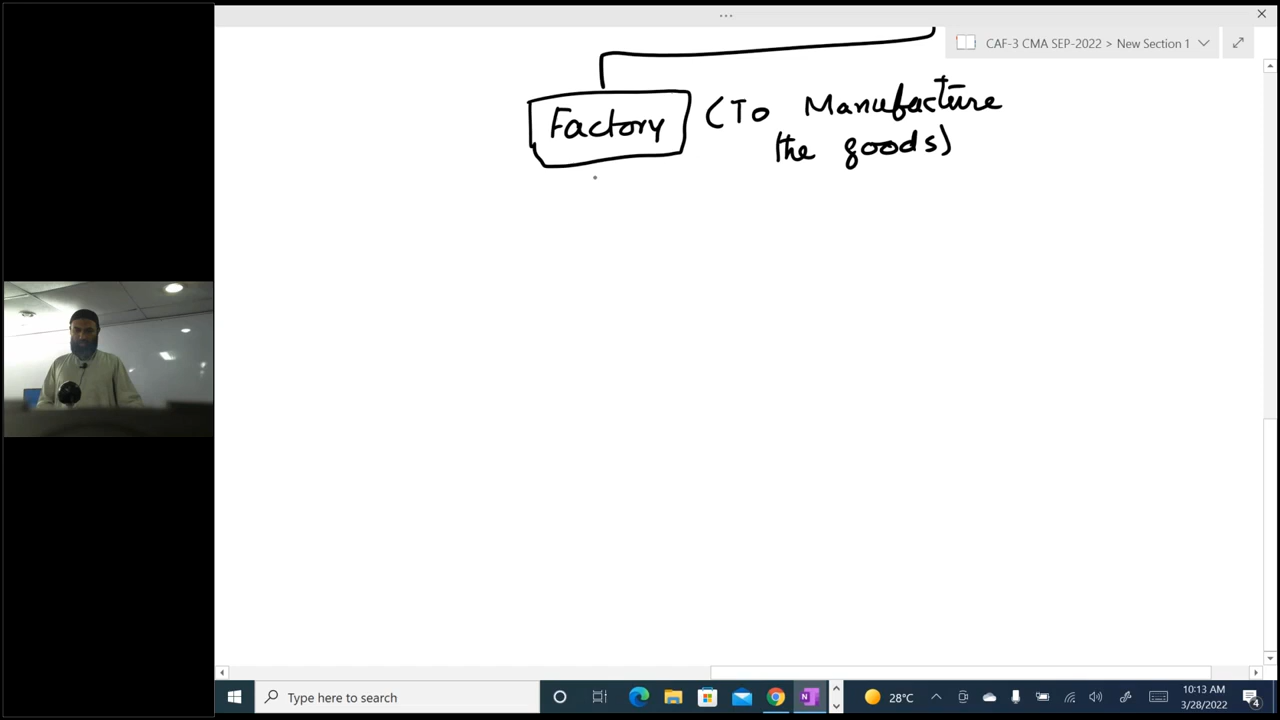 CAF-3 CMA SEP-2022 > New Section 1
Factory (To Manufacture
the goods)
Type here to search
28°C
10:13 AM
3/28/2022
4